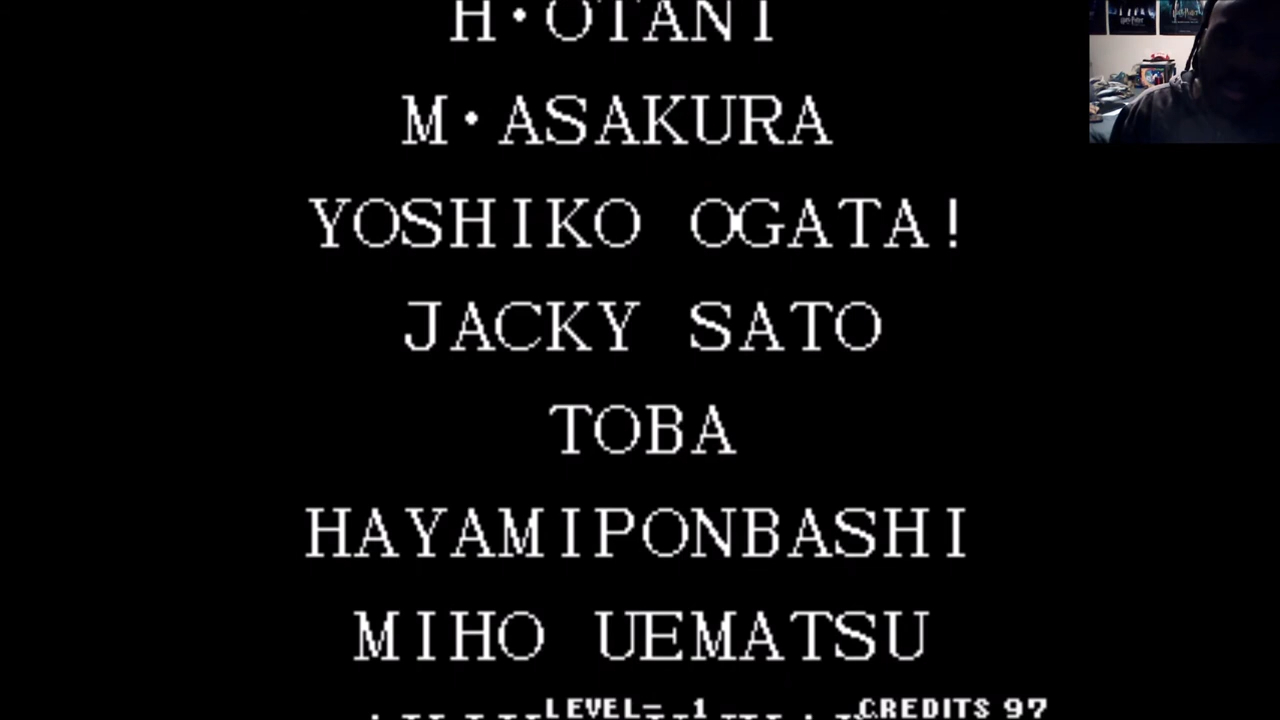 H·OTANI
M·ASAKURA
YOSHIKO OGATA!
JACKY SATO
TOBA
HAYAMIPONBASHI
MIHO UEMATSU
LEVEL- 1 CREDITS 97